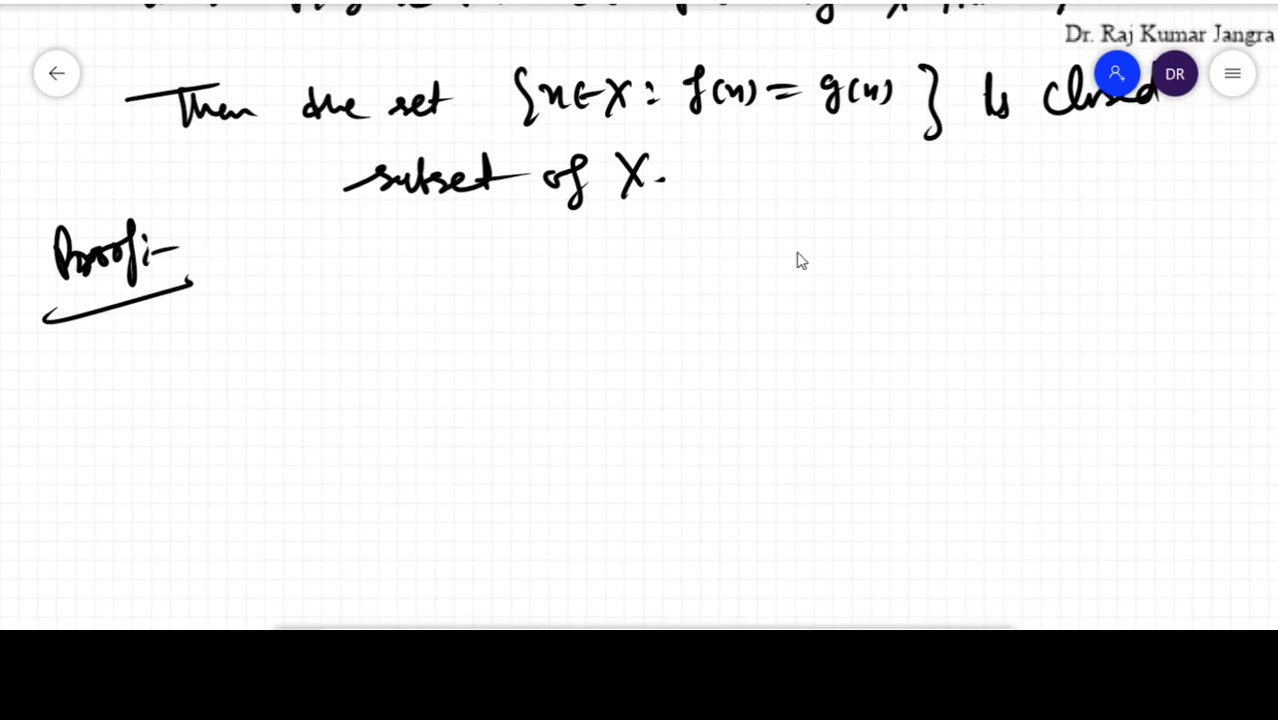 Dr. Raj Kumar Jangra
DR
Then the set {x∈X : f(x) = g(x)} is closed
subset of X.
Proof:-